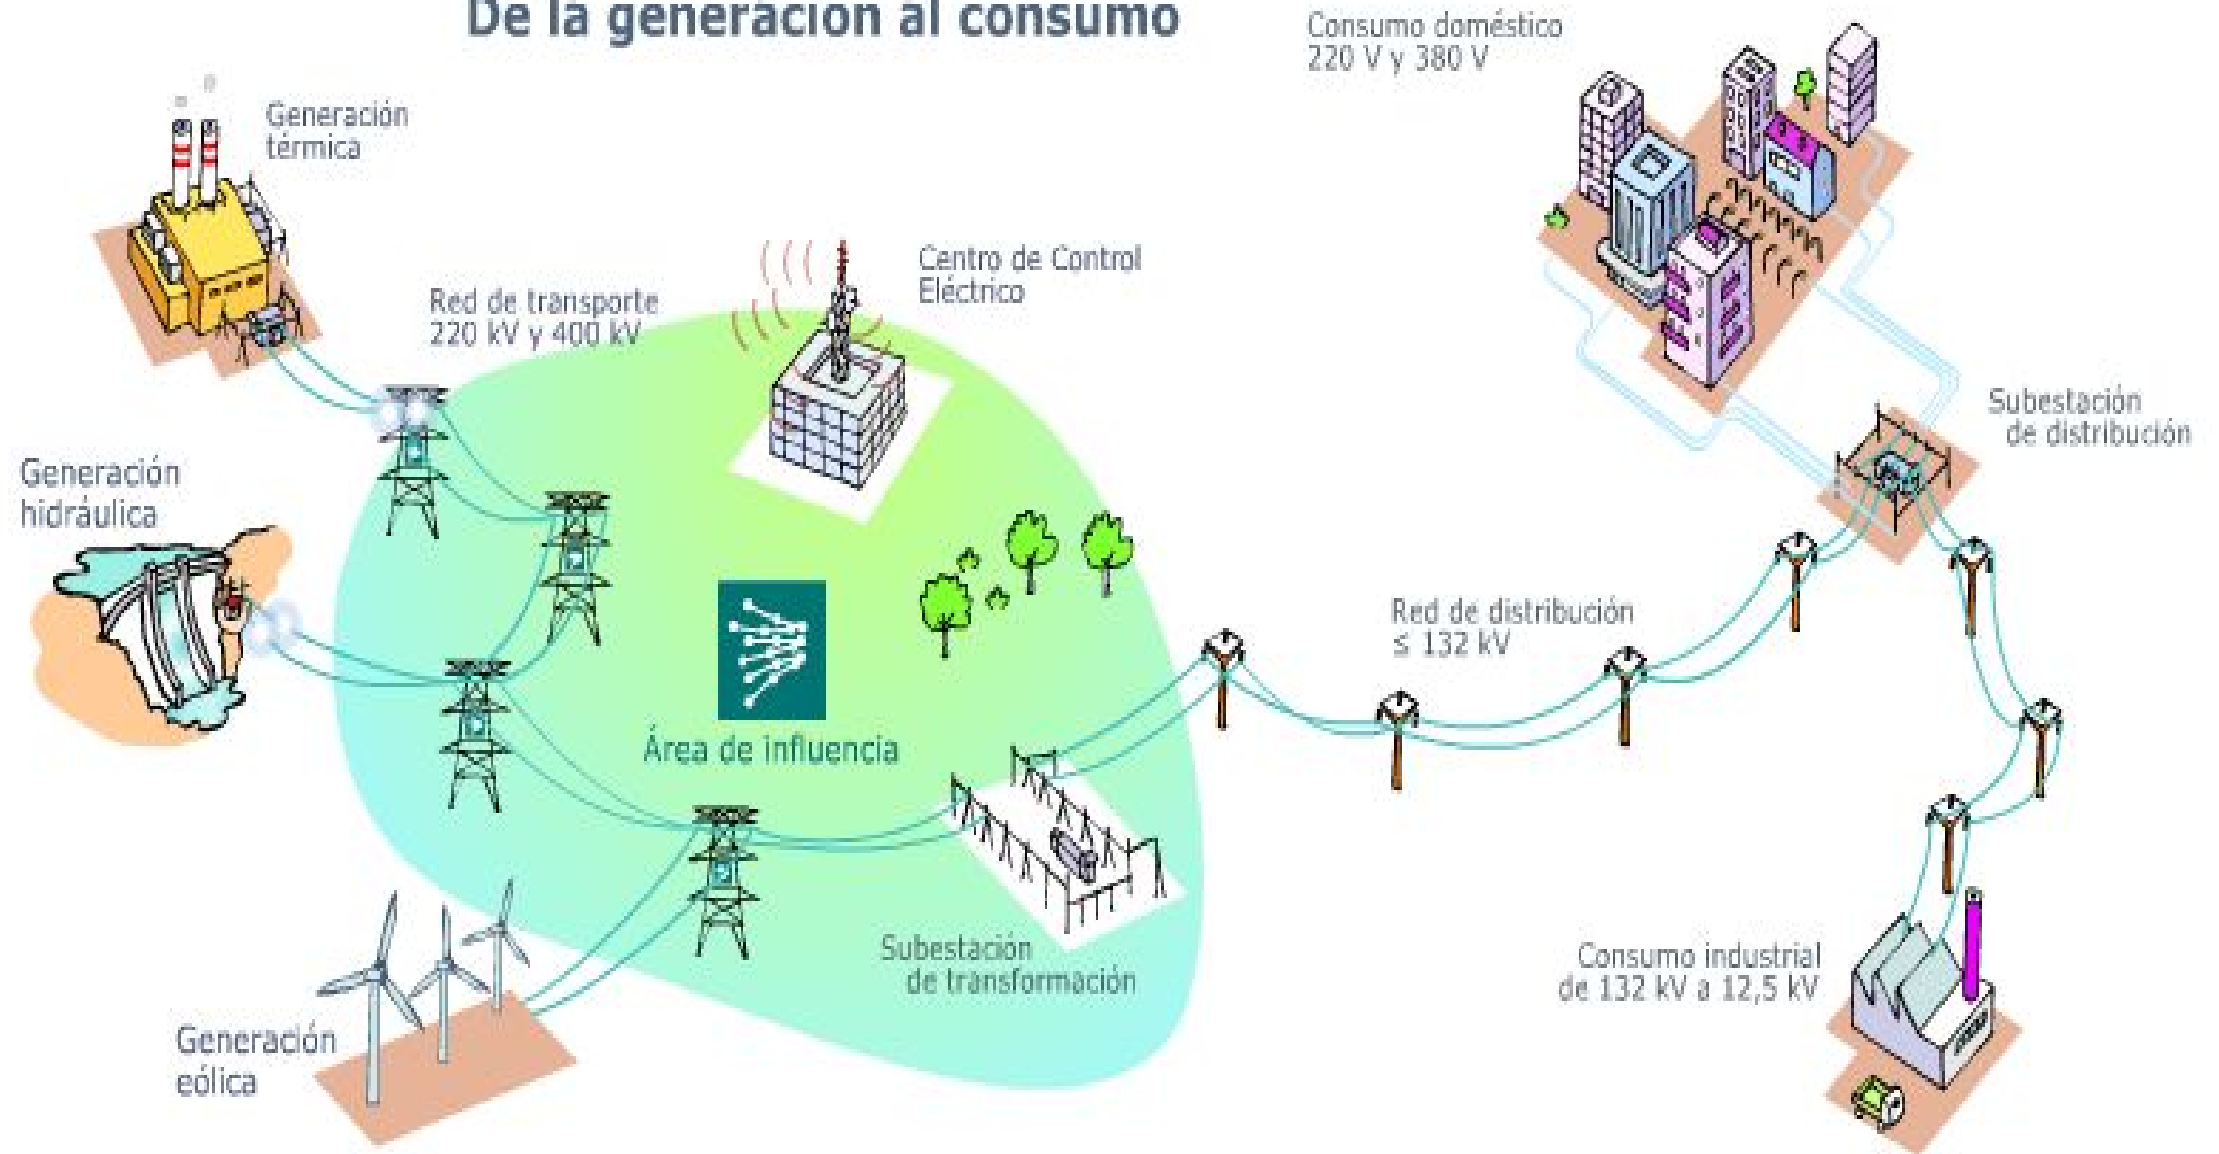 De la generación al consumo
Consumo doméstico
220 V y 380 V
Generación
térmica
Centro de Control
Eléctrico
Red de transporte
220 kV y 400 kV
Subestación
de distribución
Generación
hidráulica
Red de distribución
≤ 132 kV
Área de influencia
Subestación
de transformación
Consumo industrial
de 132 kV a 12,5 kV
Generación
eólica